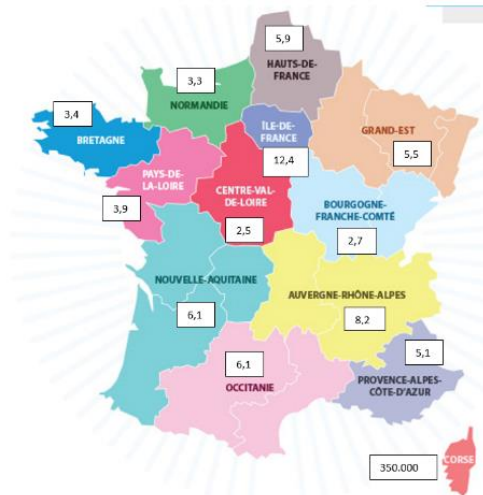 5,9
HAUTS-DE-
FRANCE
3,3
NORMANDIE
3,4
BRETAGNE
ÎLE-DE-
FRANCE
12,4
GRAND-EST
5,5
PAYS-DE-
LA-LOIRE
3,9
CENTRE-VAL-
DE-LOIRE
2,5
BOURGOGNE-
FRANCHE-COMTÉ
2,7
NOUVELLE-AQUITAINE
6,1
AUVERGNE-RHÔNE-ALPES
8,2
6,1
OCCITANIE
5,1
PROVENCE-ALPES-
CÔTE-D'AZUR
350.000
CORSE